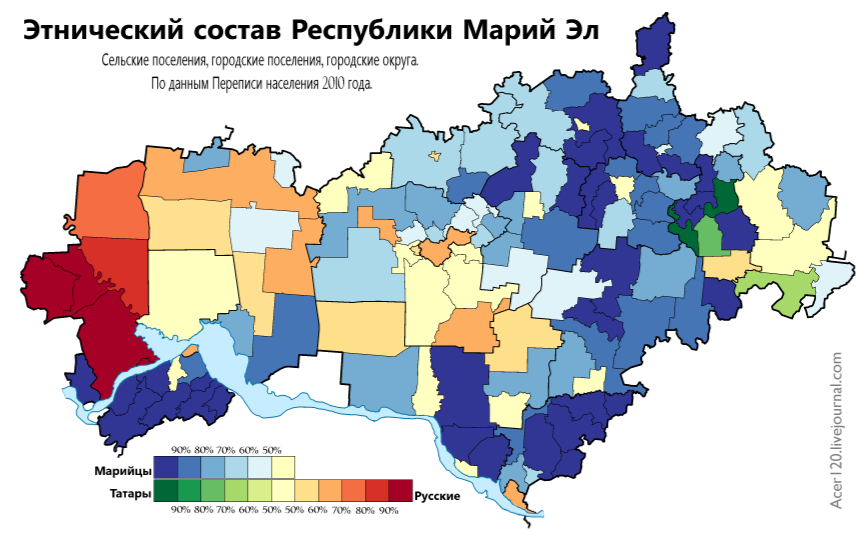 Этнический состав Республики Марий Эл
Сельские поселения, городские поселения, городские округа.
По данным Переписи населения 2010 года.
90% 80% 70% 60% 50%
Марийцы
Татары
Русские
90% 80% 70% 60% 50% 50% 60% 70% 80% 90%
Acer120.livejournal.com